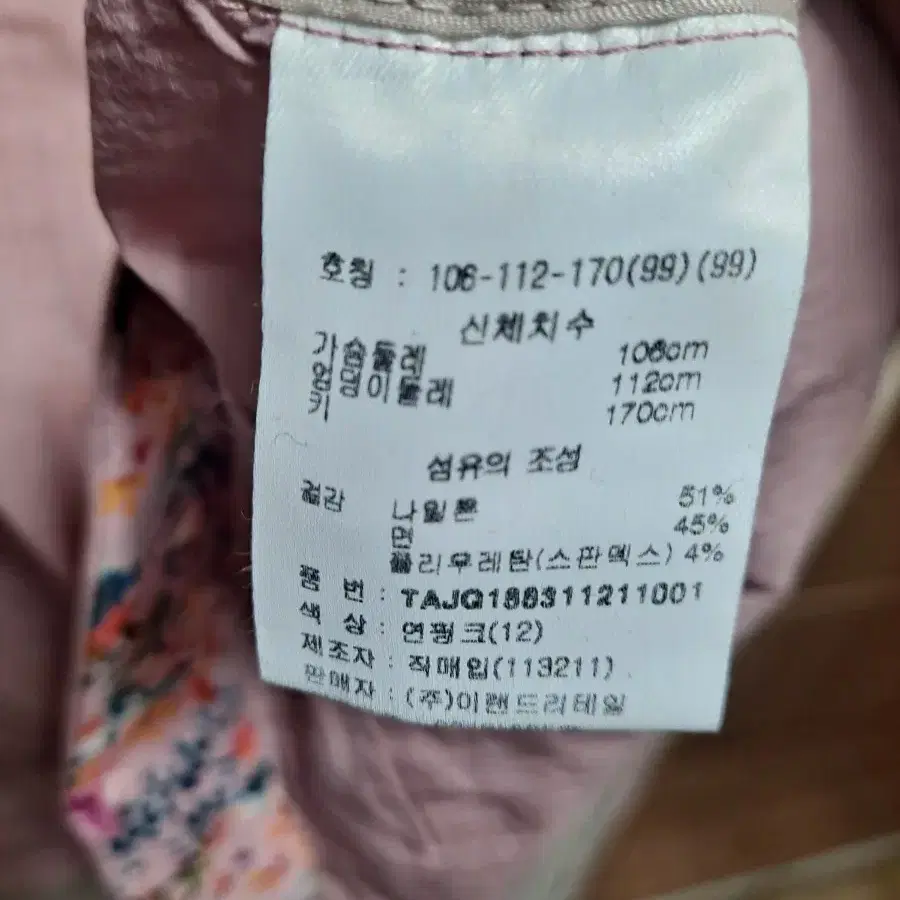 호칭 : 106-112-170(99)(99)
신체치수
가슴둘레 106cm
엉덩이둘레 112cm
키 170cm
섬유의 조성
겉감 나일론 51%
면 45%
폴리우레탄(스판덱스) 4%
품 번 : TAJQ188311211001
색 상 : 연핑크(12)
제조자 : 직매입(113211)
판매자 : (주)이랜드리테일